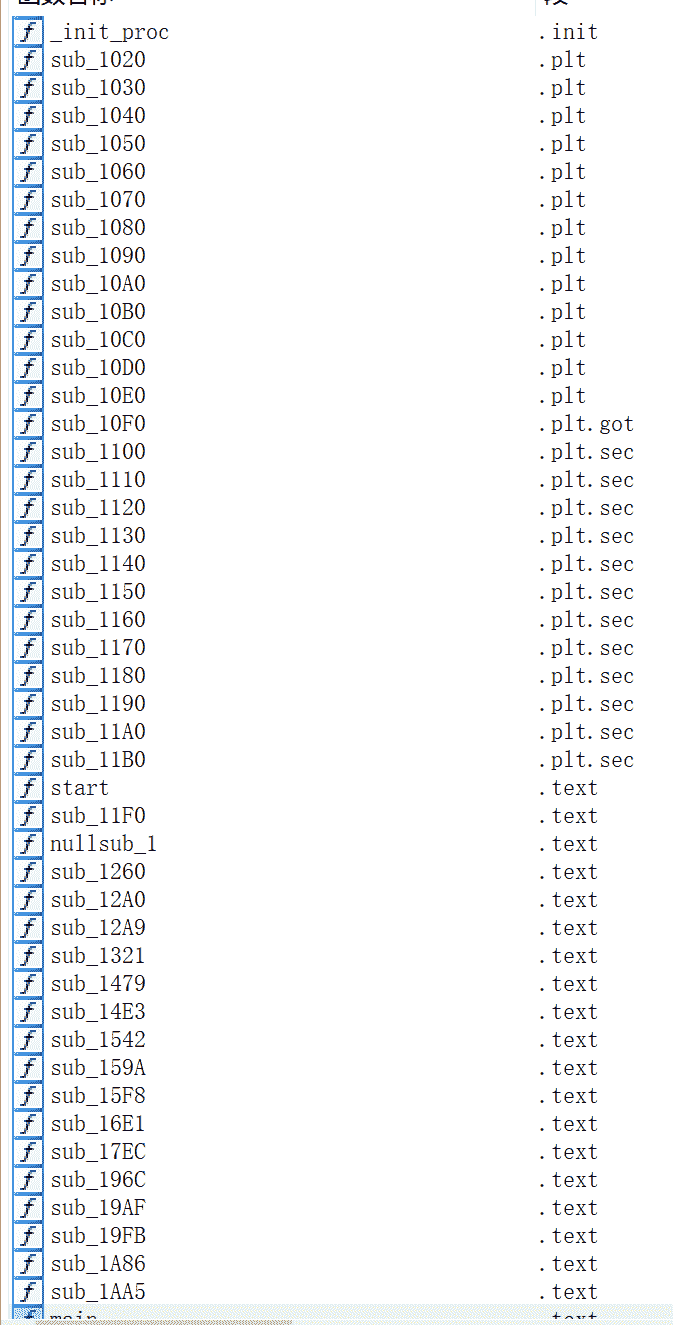 函数名称 段
_init_proc .init
sub_1020 .plt
sub_1030 .plt
sub_1040 .plt
sub_1050 .plt
sub_1060 .plt
sub_1070 .plt
sub_1080 .plt
sub_1090 .plt
sub_10A0 .plt
sub_10B0 .plt
sub_10C0 .plt
sub_10D0 .plt
sub_10E0 .plt
sub_10F0 .plt.got
sub_1100 .plt.sec
sub_1110 .plt.sec
sub_1120 .plt.sec
sub_1130 .plt.sec
sub_1140 .plt.sec
sub_1150 .plt.sec
sub_1160 .plt.sec
sub_1170 .plt.sec
sub_1180 .plt.sec
sub_1190 .plt.sec
sub_11A0 .plt.sec
sub_11B0 .plt.sec
start .text
sub_11F0 .text
nullsub_1 .text
sub_1260 .text
sub_12A0 .text
sub_12A9 .text
sub_1321 .text
sub_1479 .text
sub_14E3 .text
sub_1542 .text
sub_159A .text
sub_15F8 .text
sub_16E1 .text
sub_17EC .text
sub_196C .text
sub_19AF .text
sub_19FB .text
sub_1A86 .text
sub_1AA5 .text
main .text